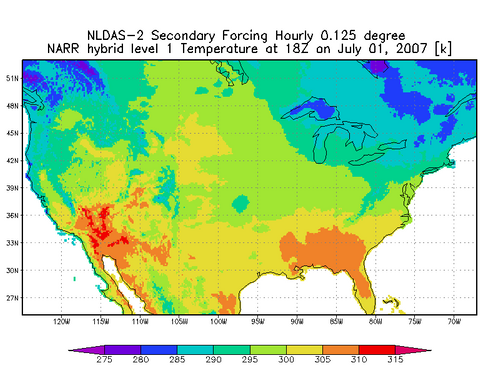 NLDAS-2 Secondary Forcing Hourly 0.125 degree
NARR hybrid level 1 Temperature at 18Z on July 01, 2007 [k]
51N
48N
45N
42N
39N
36N
33N
30N
27N
120W 115W 110W 105W 100W 95W 90W 85W 80W 75W 70W
275 280 285 290 295 300 305 310 315